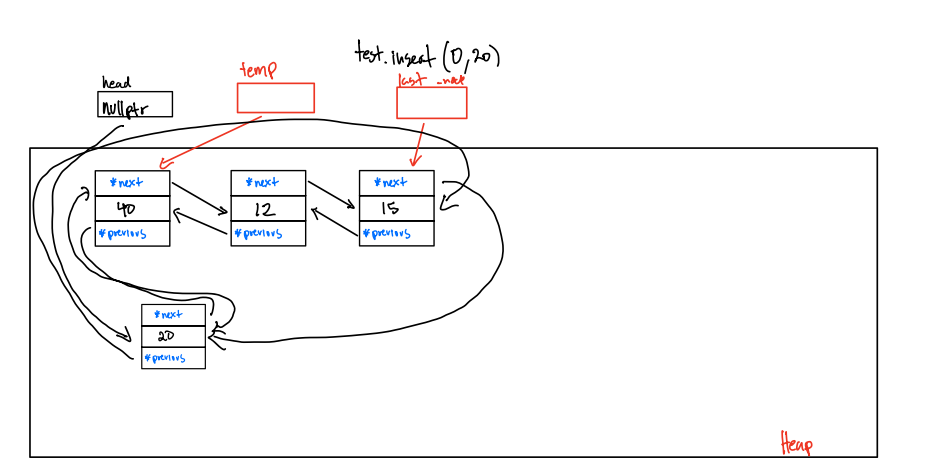 test.insert (0,20)
head
temp
last_node
nullptr
*next
*next
*next
40
12
15
*previous
*previous
*previous
*next
20
*previous
Heap